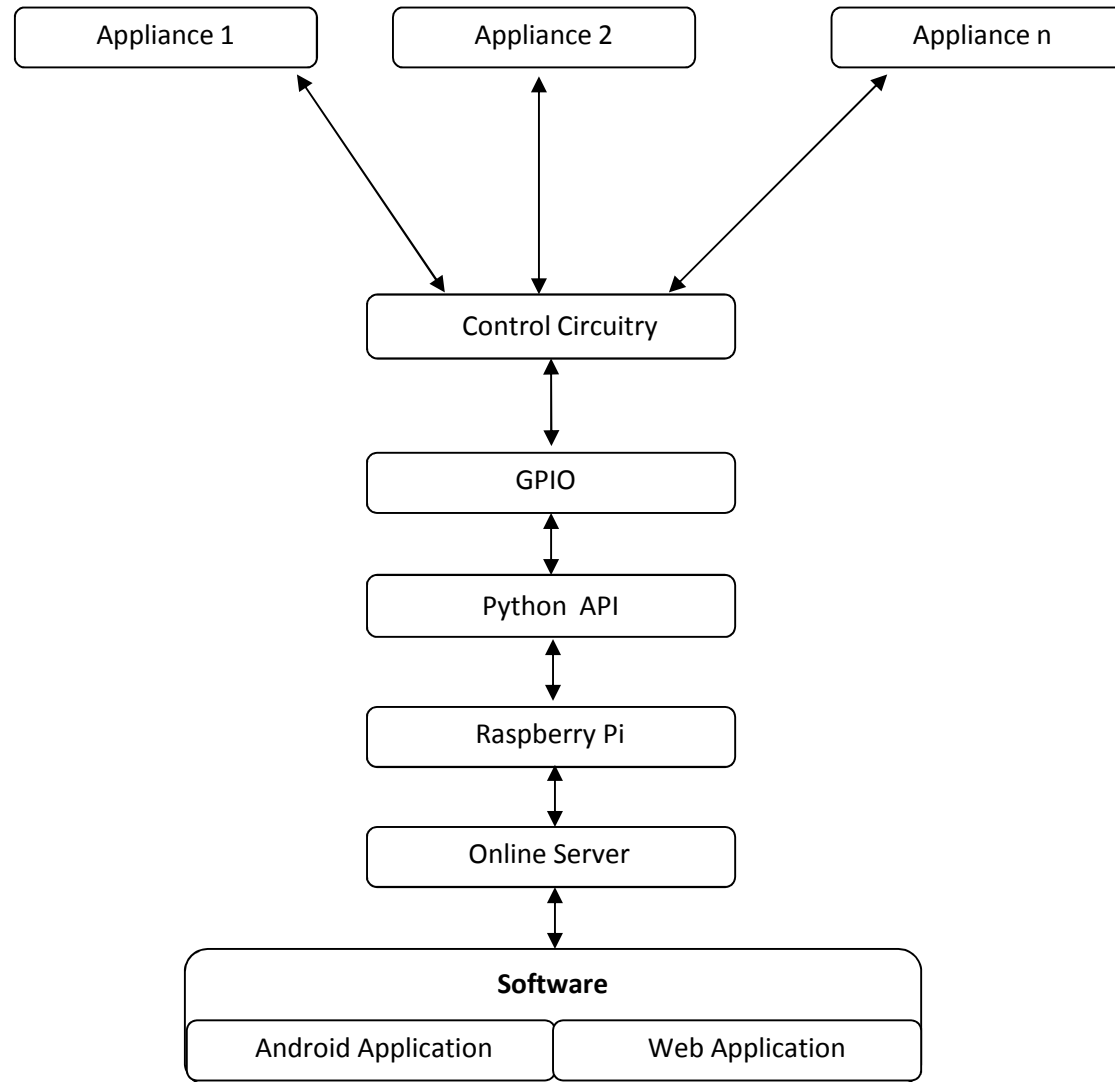 Appliance 1
Appliance 2
Appliance n
Control Circuitry
GPIO
Python  API
Raspberry Pi
Online Server
Software
Android Application
Web Application